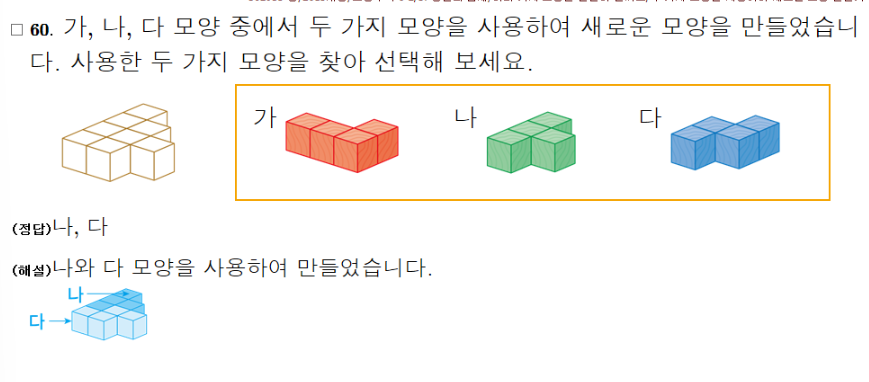 □ 60. 가, 나, 다 모양 중에서 두 가지 모양을 사용하여 새로운 모양을 만들었습니
다. 사용한 두 가지 모양을 찾아 선택해 보세요.
가 나 다
(정답)나, 다
(해설)나와 다 모양을 사용하여 만들었습니다.
나
다